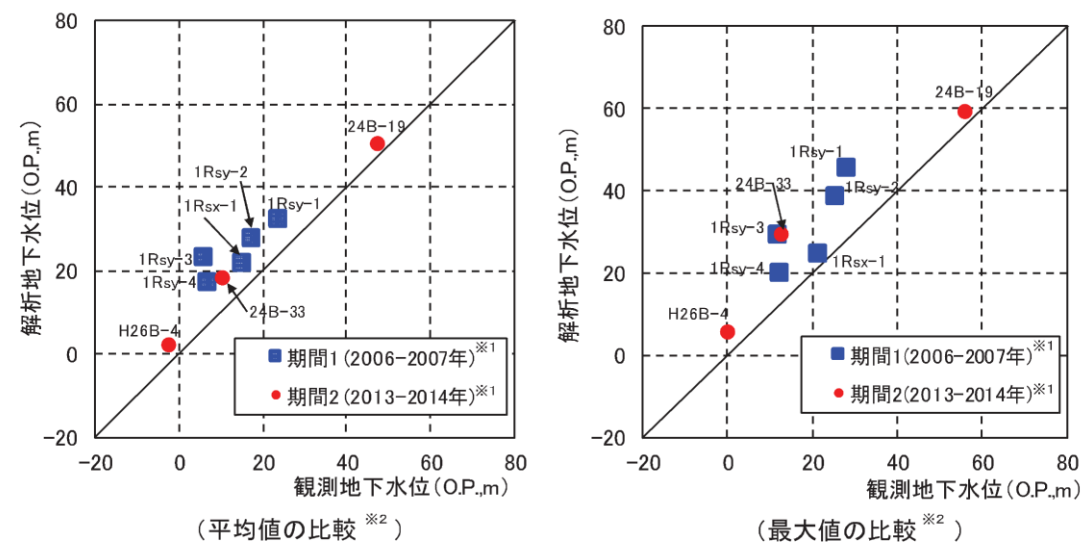 80
60
40
20
0
-20
解析地下水位(O.P.,m)
24B-19
1Rsy-2
1Rsx-1
1Rsy-1
1Rsy-3
1Rsy-4
24B-33
H26B-4
期間1(2006-2007年)※1
期間2(2013-2014年)※1
-20 0 20 40 60 80
観測地下水位(O.P.,m)
(平均値の比較 ※2)
80
60
40
20
0
-20
解析地下水位(O.P.,m)
24B-19
1Rsy-1
24B-33
1Rsy-2
1Rsy-3
1Rsx-1
1Rsy-4
H26B-4
期間1(2006-2007年)※1
期間2(2013-2014年)※1
-20 0 20 40 60 80
観測地下水位(O.P.,m)
(最大値の比較 ※2)